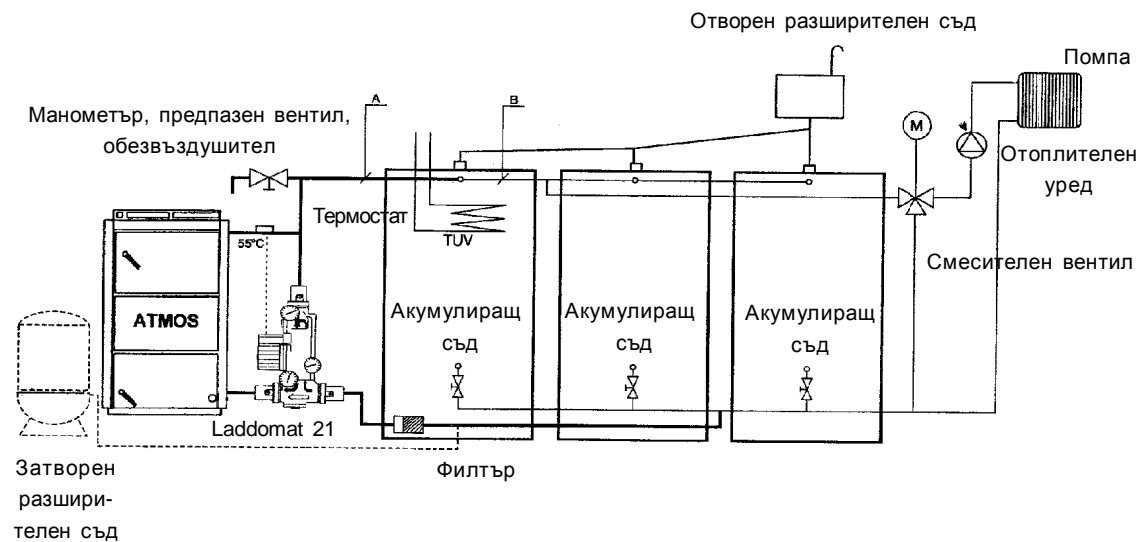 Отворен разширителен съд
Помпа
Манометър, предпазен вентил,
обезвъздушител
A
B
M
Отоплителен
уред
Термостат
55°C
TUV
Смесителен вентил
ATMOS
Акумулиращ
съд
Акумулиращ
съд
Акумулиращ
съд
Laddomat 21
Филтър
Затворен
разшири-
телен съд